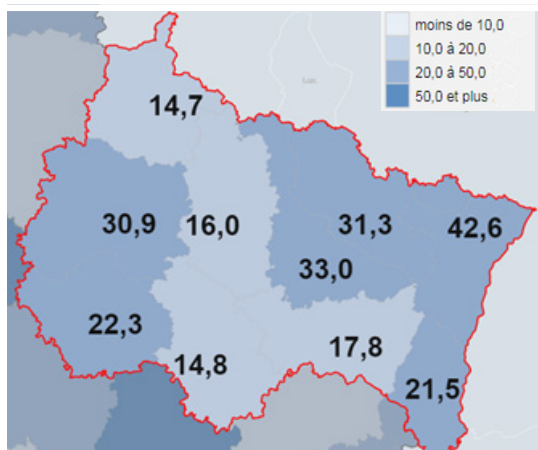 moins de 10,0
10,0 à 20,0
20,0 à 50,0
50,0 et plus
Lux.
14,7
30,9
16,0
31,3
42,6
33,0
22,3
14,8
17,8
21,5